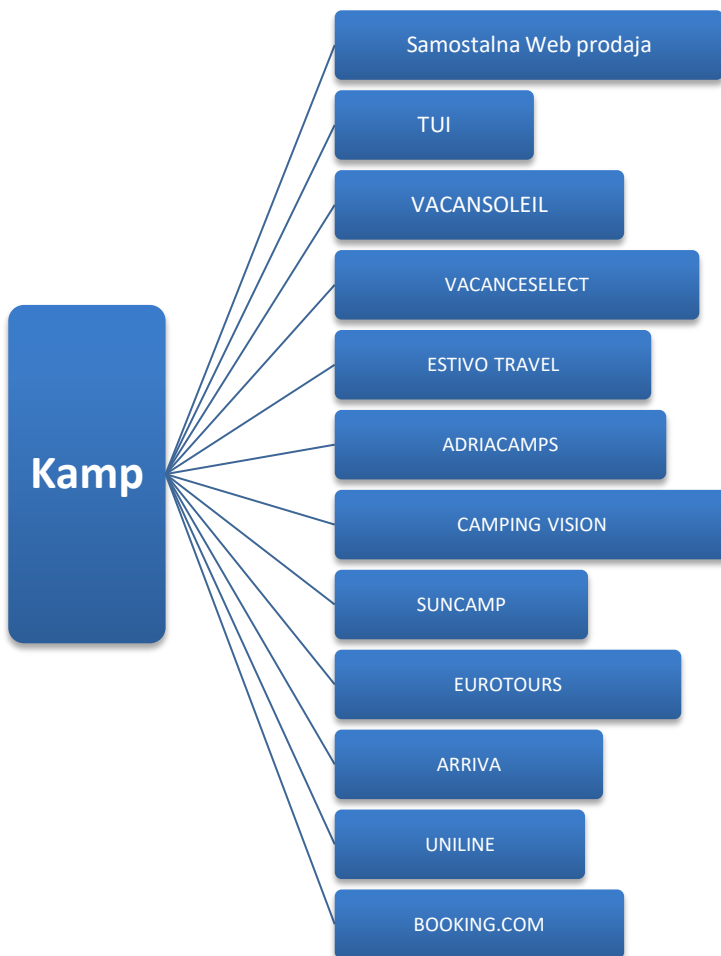 Kamp
Samostalna Web prodaja
TUI
VACANSOLEIL
VACANCESELECT
ESTIVO TRAVEL
ADRIACAMPS
CAMPING VISION
SUNCAMP
EUROTOURS
ARRIVA
UNILINE
BOOKING.COM